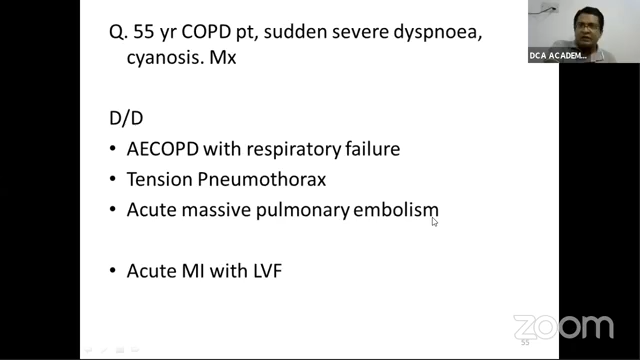 Q. 55 yr COPD pt, sudden severe dyspnoea,
cyanosis. Mx
DCA ACADEM...
D/D
• AECOPD with respiratory failure
• Tension Pneumothorax
• Acute massive pulmonary embolism
• Acute MI with LVF
zoom
55